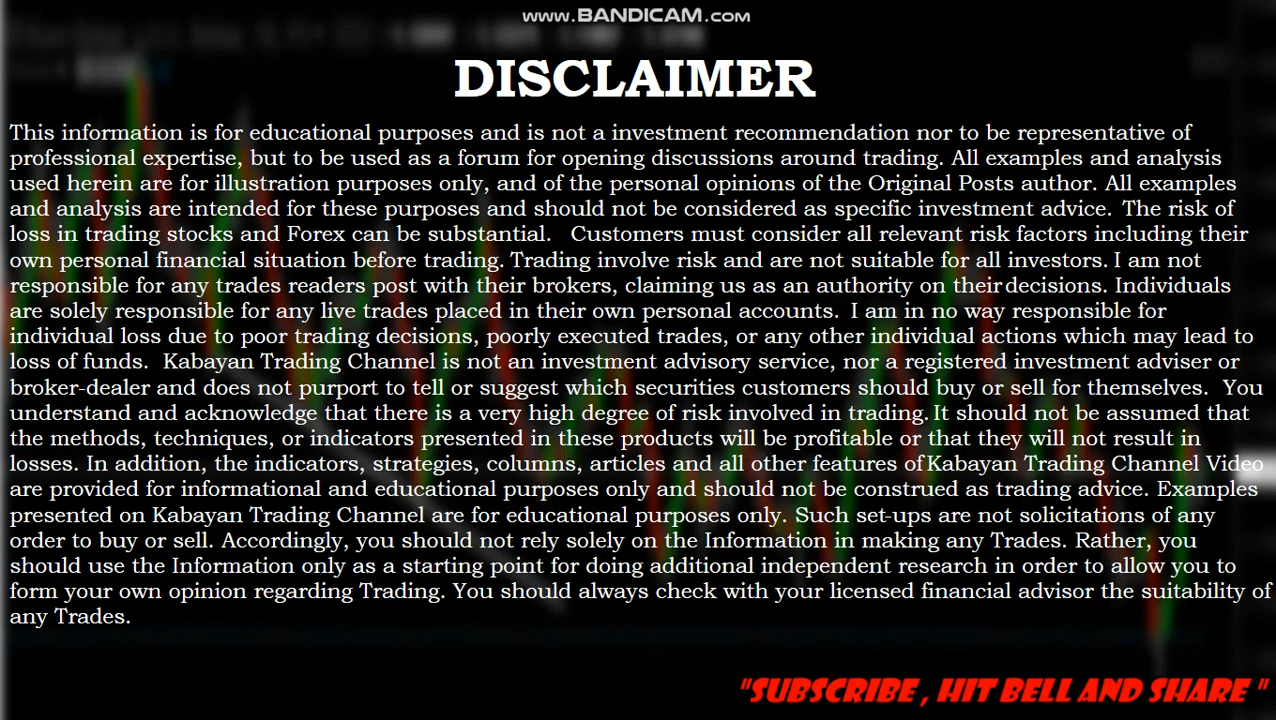 www.BANDICAM.com
DISCLAIMER
This information is for educational purposes and is not a investment recommendation nor to be representative of
professional expertise, but to be used as a forum for opening discussions around trading. All examples and analysis
used herein are for illustration purposes only, and of the personal opinions of the Original Posts author. All examples
and analysis are intended for these purposes and should not be considered as specific investment advice. The risk of
loss in trading stocks and Forex can be substantial. Customers must consider all relevant risk factors including their
own personal financial situation before trading. Trading involve risk and are not suitable for all investors. I am not
responsible for any trades readers post with their brokers, claiming us as an authority on their decisions. Individuals
are solely responsible for any live trades placed in their own personal accounts. I am in no way responsible for
individual loss due to poor trading decisions, poorly executed trades, or any other individual actions which may lead to
loss of funds. Kabayan Trading Channel is not an investment advisory service, nor a registered investment adviser or
broker-dealer and does not purport to tell or suggest which securities customers should buy or sell for themselves. You
understand and acknowledge that there is a very high degree of risk involved in trading. It should not be assumed that
the methods, techniques, or indicators presented in these products will be profitable or that they will not result in
losses. In addition, the indicators, strategies, columns, articles and all other features of Kabayan Trading Channel Video
are provided for informational and educational purposes only and should not be construed as trading advice. Examples
presented on Kabayan Trading Channel are for educational purposes only. Such set-ups are not solicitations of any
order to buy or sell. Accordingly, you should not rely solely on the Information in making any Trades. Rather, you
should use the Information only as a starting point for doing additional independent research in order to allow you to
form your own opinion regarding Trading. You should always check with your licensed financial advisor the suitability of
any Trades.
"SUBSCRIBE , HIT BELL AND SHARE "